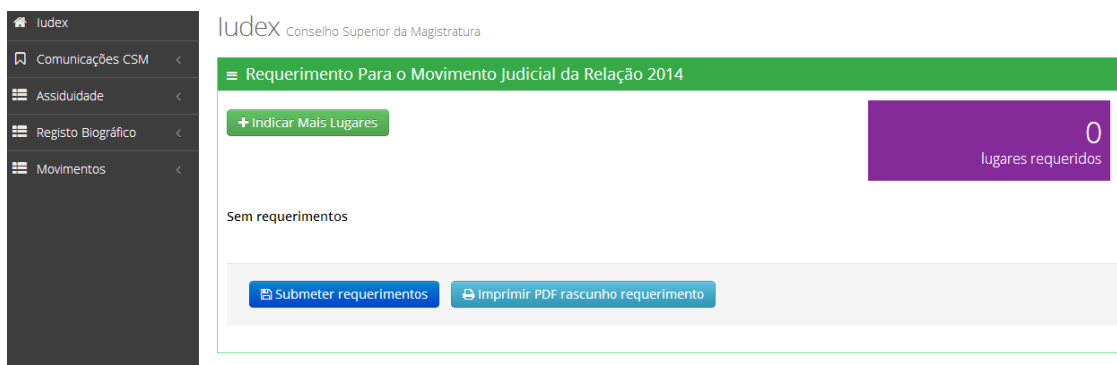 Iudex
Comunicações CSM
Assiduidade
Registo Biográfico
Movimentos
Iudex Conselho Superior da Magistratura
Requerimento Para o Movimento Judicial da Relação 2014
Indicar Mais Lugares
0
lugares requeridos
Sem requerimentos
Submeter requerimentos
Imprimir PDF rascunho requerimento